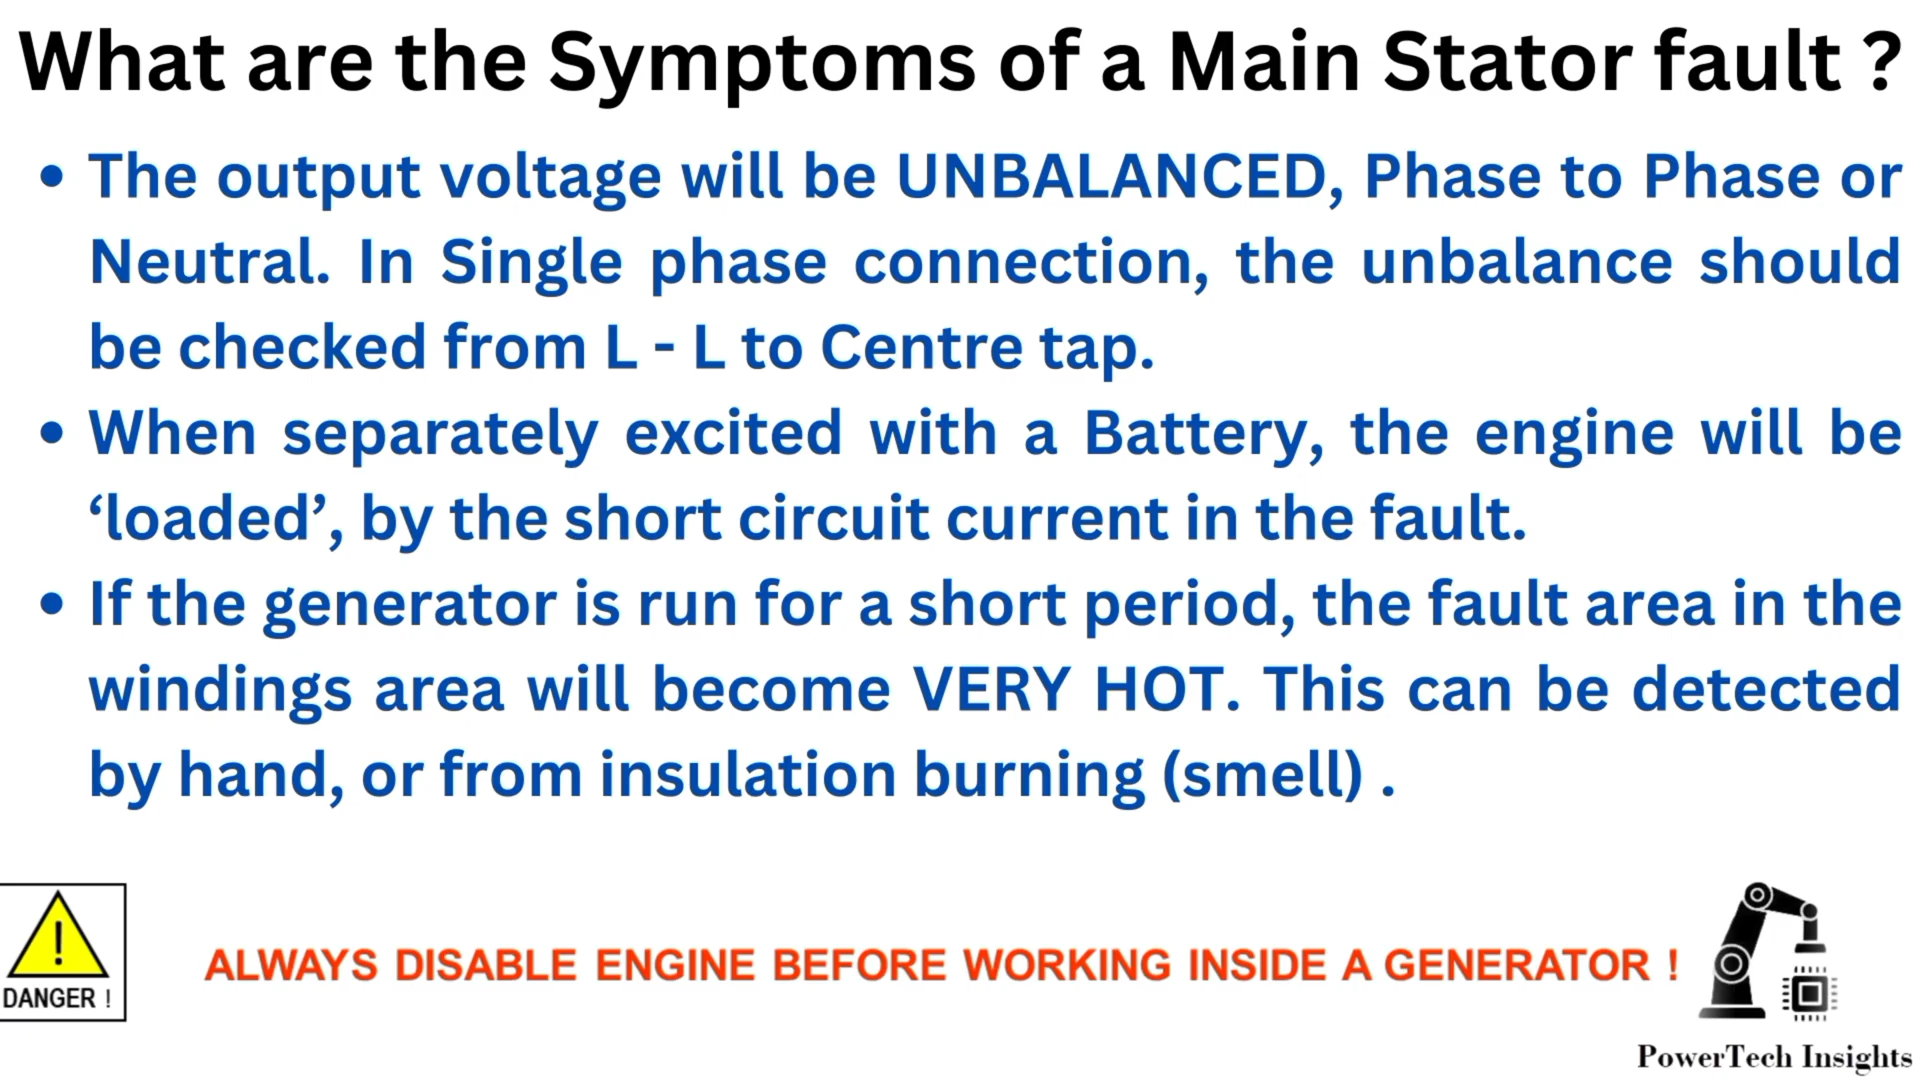 What are the Symptoms of a Main Stator fault ?
• The output voltage will be UNBALANCED, Phase to Phase or
Neutral. In Single phase connection, the unbalance should
be checked from L - L to Centre tap.
• When separately excited with a Battery, the engine will be
‘loaded’, by the short circuit current in the fault.
• If the generator is run for a short period, the fault area in the
windings area will become VERY HOT. This can be detected
by hand, or from insulation burning (smell) .
!
DANGER !
ALWAYS DISABLE ENGINE BEFORE WORKING INSIDE A GENERATOR !
PowerTech Insights